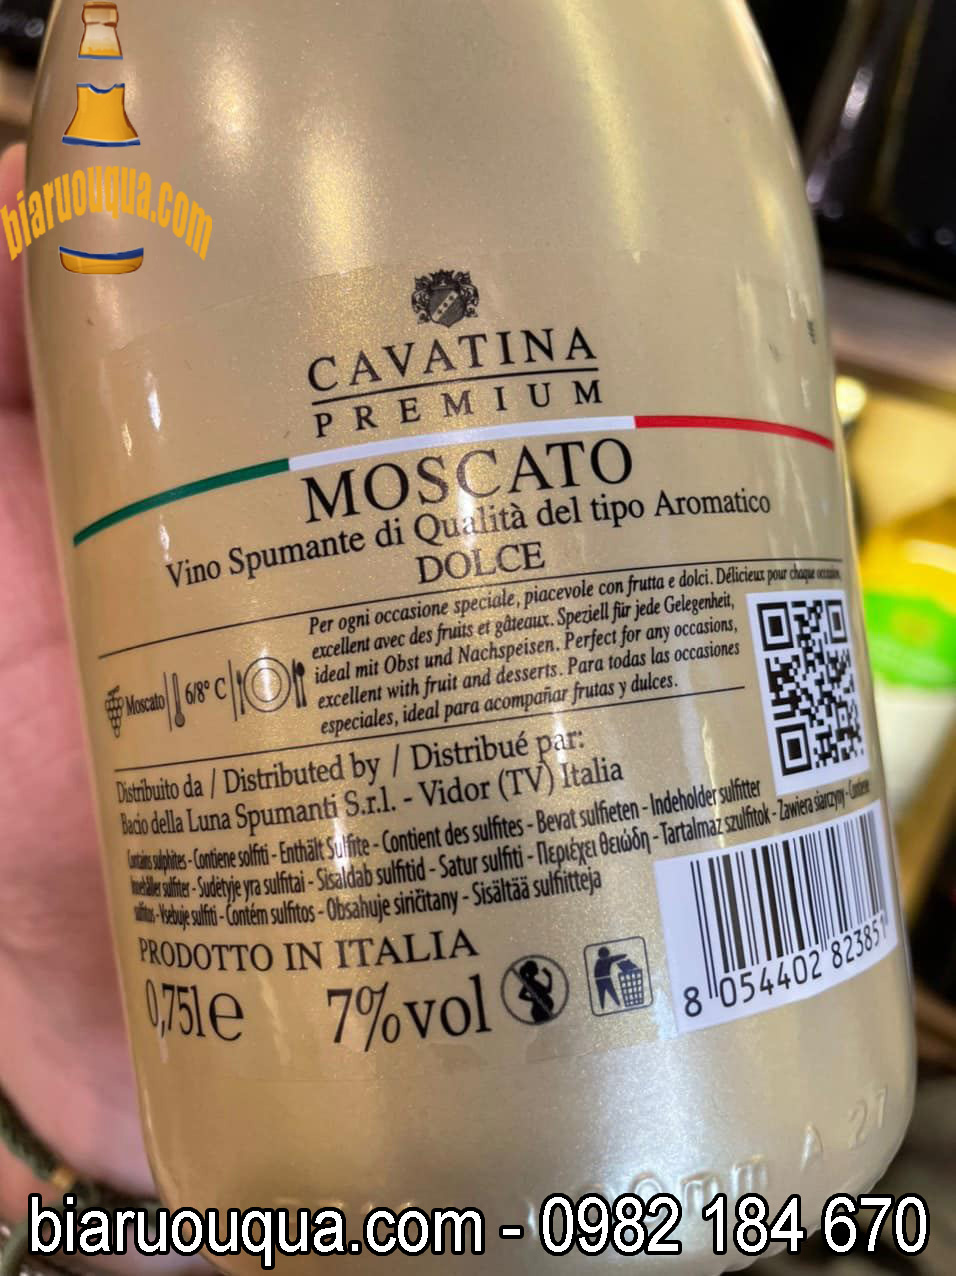 biaruouqua.com
CAVATINA
PREMIUM
MOSCATO
Vino Spumante di Qualità del tipo Aromatico
DOLCE
Per ogni occasione speciale, piacevole con frutta e dolci. Délicieux pour chaque occasion,
excellent avec des fruits et gâteaux. Speziell für jede Gelegenheit,
ideal mit Obst und Nachspeisen. Perfect for any occasions,
excellent with fruit and desserts. Para todas las occasiones
especiales, ideal para acompañar frutas y dulces.
Moscato 6/8° C
Distribuito da / Distributed by / Distribué par:
Bacio della Luna Spumanti S.r.l. - Vidor (TV) Italia
Contains sulphites - Contiene solfiti - Enthält Sulfite - Contient des sulfites - Bevat sulfieten - Indeholder sulfitter
Innehåller sulfiter - Sudėtyje yra sulfitai - Sisaldab sulfitid - Satur sulfīti - Περιέχει θειώδη - Tartalmaz szulfitok - Zawiera siarczyny - Contiene
sulfitos - Vsebuje sulfiti - Contém sulfitos - Obsahuje siričitany - Sisältää sulfiitteja
PRODOTTO IN ITALIA
0,75l e 7%vol
8 054402 823851
A 27
biaruouqua.com - 0982 184 670